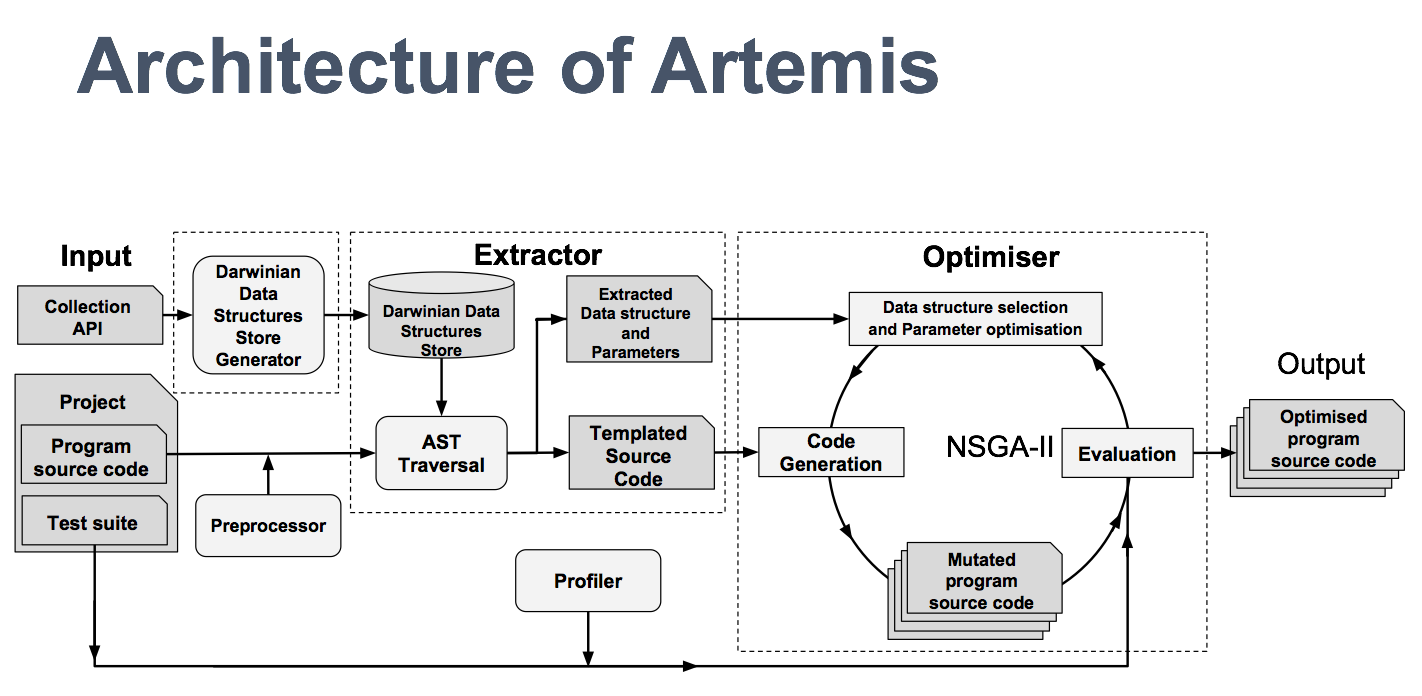 Architecture of Artemis
Input
Collection
API
Darwinian
Data
Structures
Store
Generator
Project
Program
source code
Test suite
Preprocessor
Extractor
Darwinian Data
Structures
Store
AST
Traversal
Extracted
Data structure
and
Parameters
Templated
Source
Code
Profiler
Optimiser
Data structure selection
and Parameter optimisation
Code
Generation
NSGA-II
Evaluation
Mutated
program
source code
Output
Optimised
program
source code